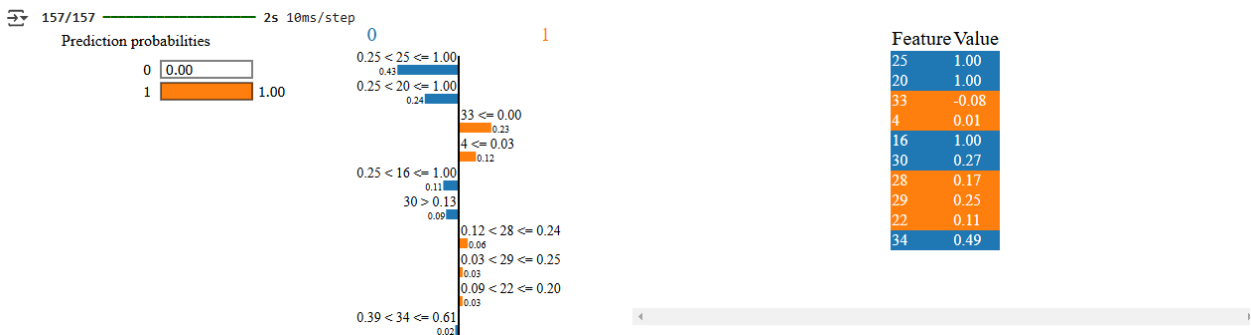 157/157 ━━━━━━━━━━━━━━━━━━━━ 2s 10ms/step
Prediction probabilities
0 0.00
1 1.00
0 1
0.25 < 25 <= 1.00
0.43
0.25 < 20 <= 1.00
0.24
33 <= 0.00
0.23
4 <= 0.03
0.12
0.25 < 16 <= 1.00
0.11
30 > 0.13
0.09
0.12 < 28 <= 0.24
0.06
0.03 < 29 <= 0.25
0.03
0.09 < 22 <= 0.20
0.03
0.39 < 34 <= 0.61
0.02
Feature Value
25 1.00
20 1.00
33 -0.08
4 0.01
16 1.00
30 0.27
28 0.17
29 0.25
22 0.11
34 0.49